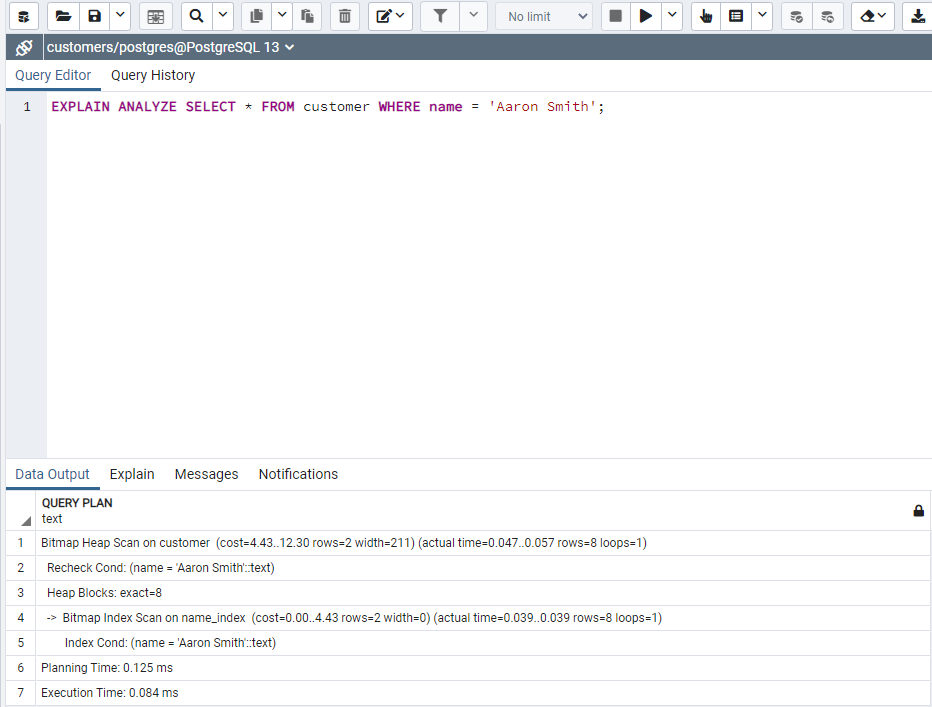 No limit
customers/postgres@PostgreSQL 13
Query Editor Query History
1 EXPLAIN ANALYZE SELECT * FROM customer WHERE name = 'Aaron Smith';
Data Output Explain Messages Notifications
QUERY PLAN
text
1 Bitmap Heap Scan on customer (cost=4.43..12.30 rows=2 width=211) (actual time=0.047..0.057 rows=8 loops=1)
2 Recheck Cond: (name = 'Aaron Smith'::text)
3 Heap Blocks: exact=8
4 -> Bitmap Index Scan on name_index (cost=0.00..4.43 rows=2 width=0) (actual time=0.039..0.039 rows=8 loops=1)
5 Index Cond: (name = 'Aaron Smith'::text)
6 Planning Time: 0.125 ms
7 Execution Time: 0.084 ms